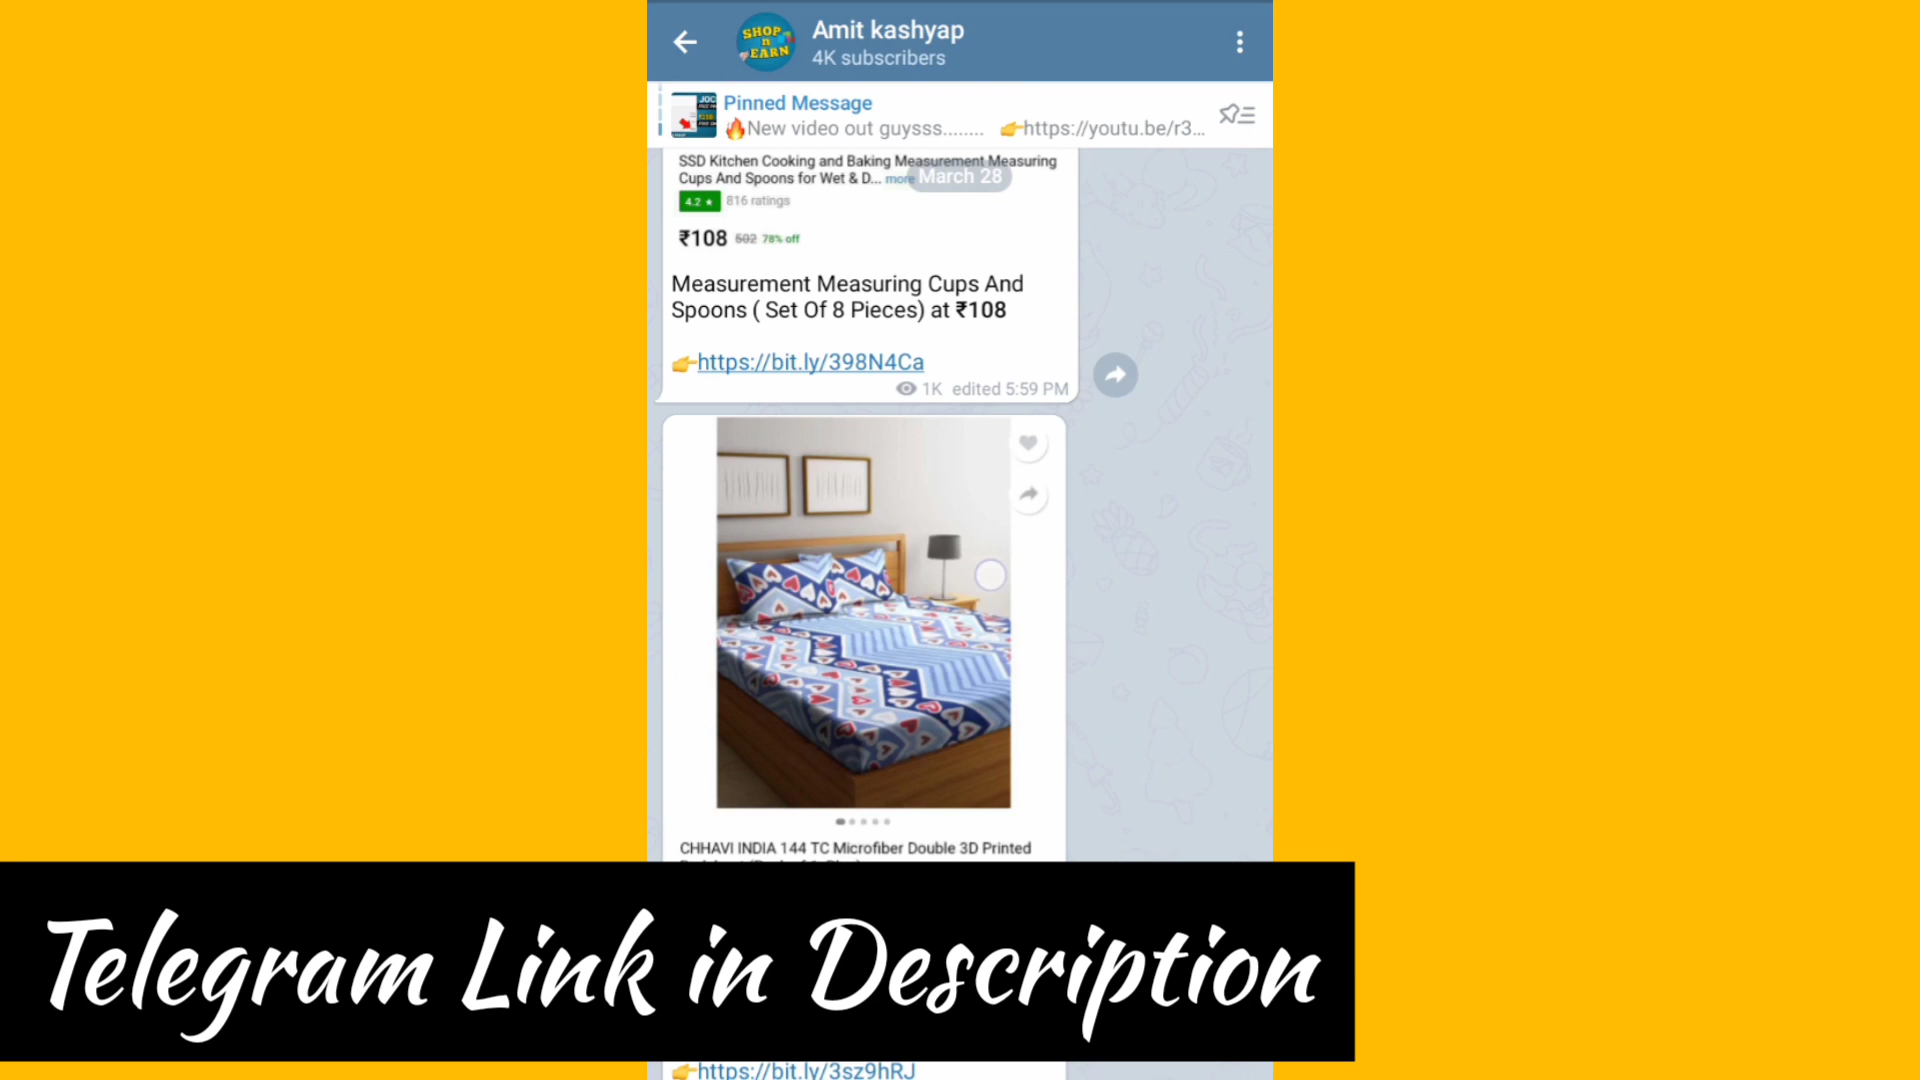 SHOP
n
EARN
Amit kashyap
4K subscribers
Pinned Message
🔥New video out guysss........ 👉https://youtu.be/r3...
SSD Kitchen Cooking and Baking Measurement Measuring
Cups And Spoons for Wet & D... more
March 28
4.2 ★ 816 ratings
₹108 502 78% off
Measurement Measuring Cups And
Spoons ( Set Of 8 Pieces) at ₹108
👉https://bit.ly/398N4Ca
1K edited 5:59 PM
CHHAVI INDIA 144 TC Microfiber Double 3D Printed
Telegram Link in Description
👉https://bit.ly/3sz9hRJ